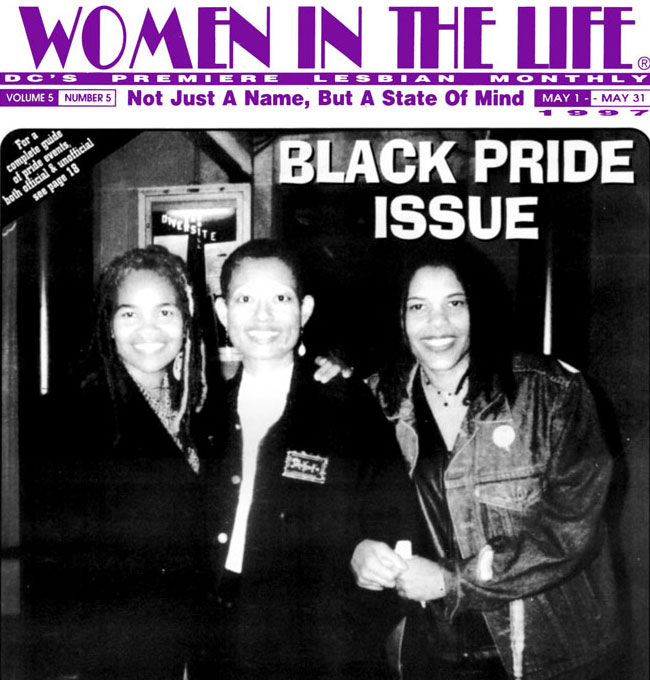 WOMEN IN THE LIFE®
DC'S PREMIERE LESBIAN MONTHLY
VOLUME 5 NUMBER 5 Not Just A Name, But A State Of Mind MAY 1 - - MAY 31
1997
For a
complete guide
of pride events,
both official & unofficial
see page 18
BLACK PRIDE
ISSUE
DIVERSITE